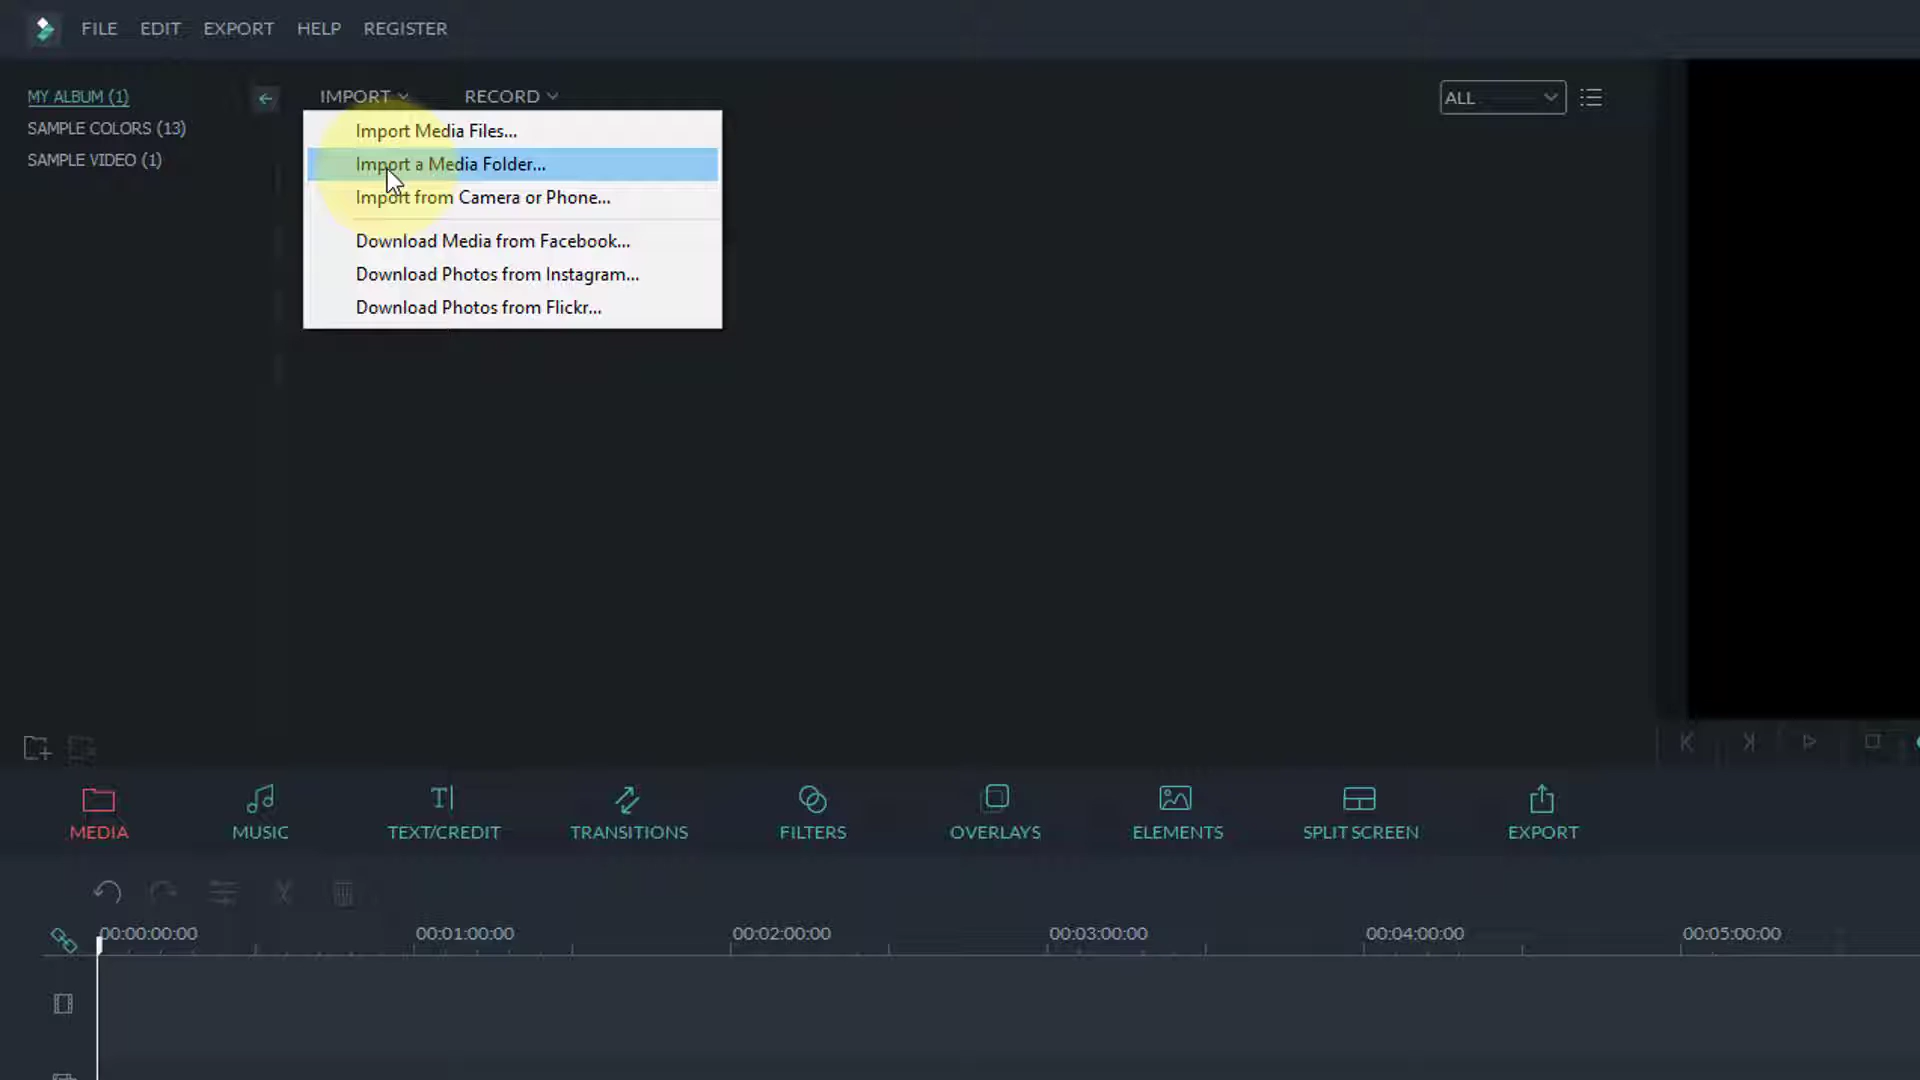 FILE EDIT EXPORT HELP REGISTER
MY ALBUM (1)
SAMPLE COLORS (13)
SAMPLE VIDEO (1)
IMPORT RECORD ALL
Import Media Files...
Import a Media Folder...
Import from Camera or Phone...
Download Media from Facebook...
Download Photos from Instagram...
Download Photos from Flickr...
MEDIA MUSIC TEXT/CREDIT TRANSITIONS FILTERS OVERLAYS ELEMENTS SPLIT SCREEN EXPORT
00:00:00:00 00:01:00:00 00:02:00:00 00:03:00:00 00:04:00:00 00:05:00:00